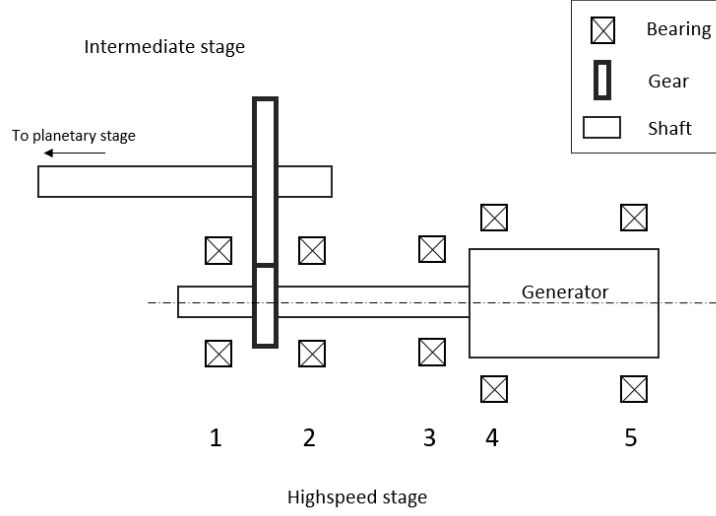 Intermediate stage
Bearing
Gear
Shaft
To planetary stage
Generator
1 2 3 4 5
Highspeed stage